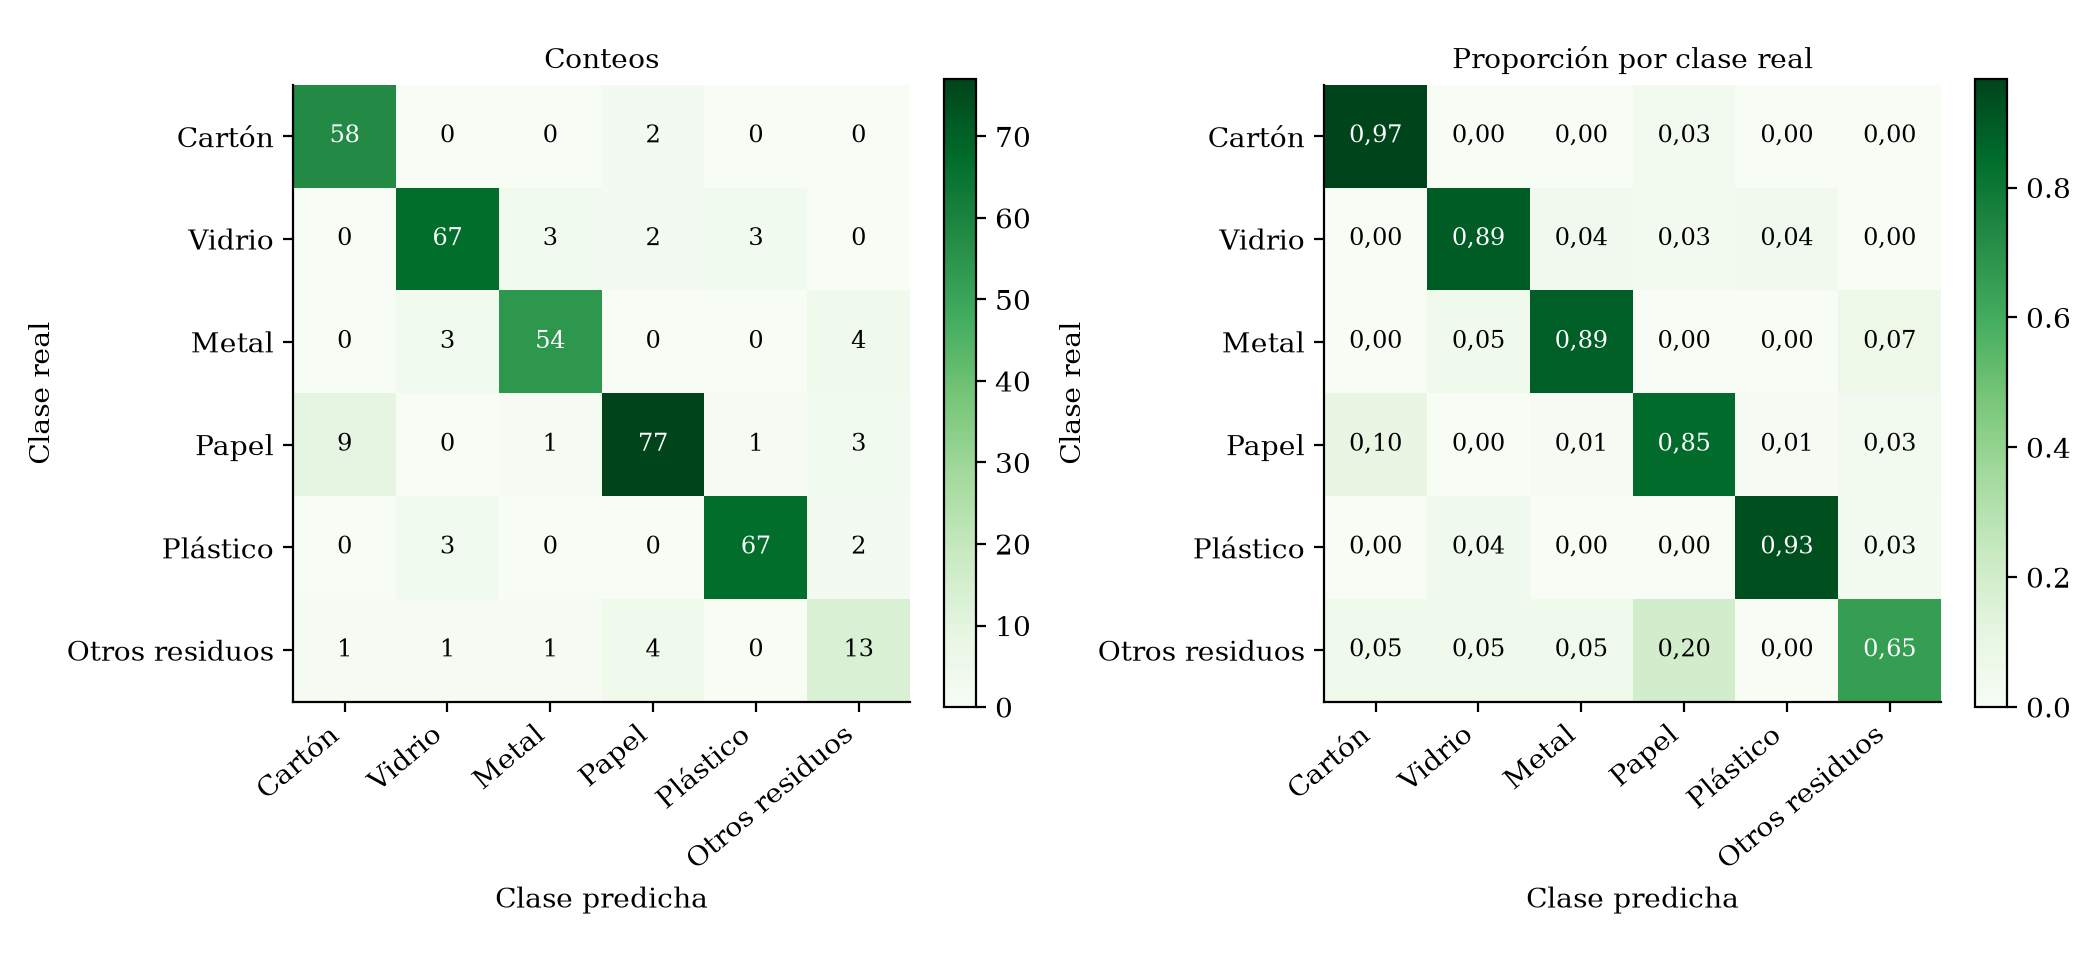 Conteos
Clase real
Cartón 58 0 0 2 0 0
Vidrio 0 67 3 2 3 0
Metal 0 3 54 0 0 4
Papel 9 0 1 77 1 3
Plástico 0 3 0 0 67 2
Otros residuos 1 1 1 4 0 13
Cartón Vidrio Metal Papel Plástico Otros residuos
Clase predicha
70
60
50
40
30
20
10
0
Proporción por clase real
Clase real
Cartón 0,97 0,00 0,00 0,03 0,00 0,00
Vidrio 0,00 0,89 0,04 0,03 0,04 0,00
Metal 0,00 0,05 0,89 0,00 0,00 0,07
Papel 0,10 0,00 0,01 0,85 0,01 0,03
Plástico 0,00 0,04 0,00 0,00 0,93 0,03
Otros residuos 0,05 0,05 0,05 0,20 0,00 0,65
Cartón Vidrio Metal Papel Plástico Otros residuos
Clase predicha
0.8
0.6
0.4
0.2
0.0